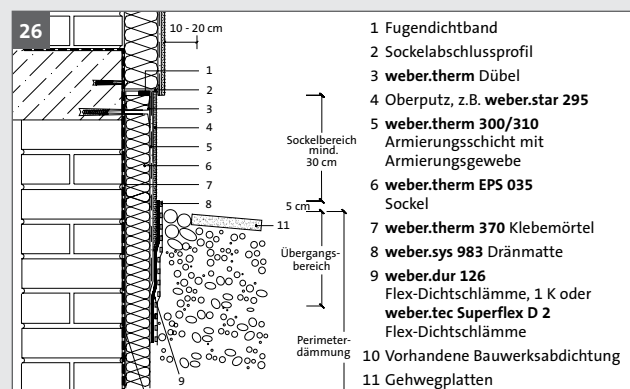 26
10 - 20 cm
1
2
3
4
5
6
7
8
Sockelbereich
mind.
30 cm
5 cm
11
Übergangs-
bereich
Perimeter-
dämmung
9
1 Fugendichtband
2 Sockelabschlussprofil
3 weber.therm Dübel
4 Oberputz, z.B. weber.star 295
5 weber.therm 300/310
Armierungsschicht mit
Armierungsgewebe
6 weber.therm EPS 035
Sockel
7 weber.therm 370 Klebemörtel
8 weber.sys 983 Dränmatte
9 weber.dur 126
Flex-Dichtschlämme, 1 K oder
weber.tec Superflex D 2
Flex-Dichtschlämme
10 Vorhandene Bauwerksabdichtung
11 Gehwegplatten